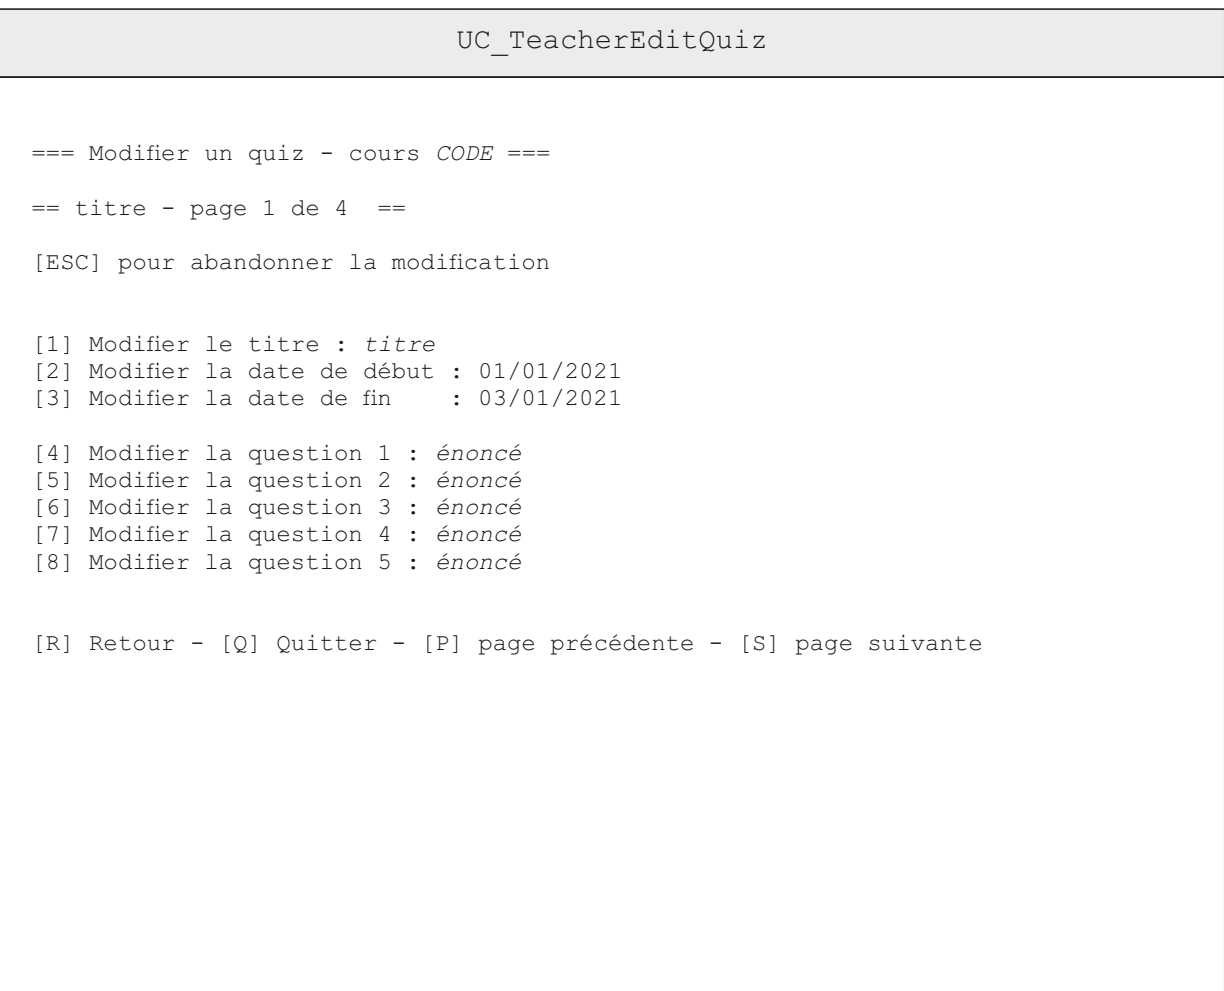 UC_TeacherEditQuiz
=== Modifier un quiz - cours CODE ===
== titre - page 1 de 4  ==
[ESC] pour abandonner la modification
[1] Modifier le titre : titre
[2] Modifier la date de début : 01/01/2021
[3] Modifier la date de fin    : 03/01/2021
[4] Modifier la question 1 : énoncé
[5] Modifier la question 2 : énoncé
[6] Modifier la question 3 : énoncé
[7] Modifier la question 4 : énoncé
[8] Modifier la question 5 : énoncé
[R] Retour - [Q] Quitter - [P] page précédente - [S] page suivante